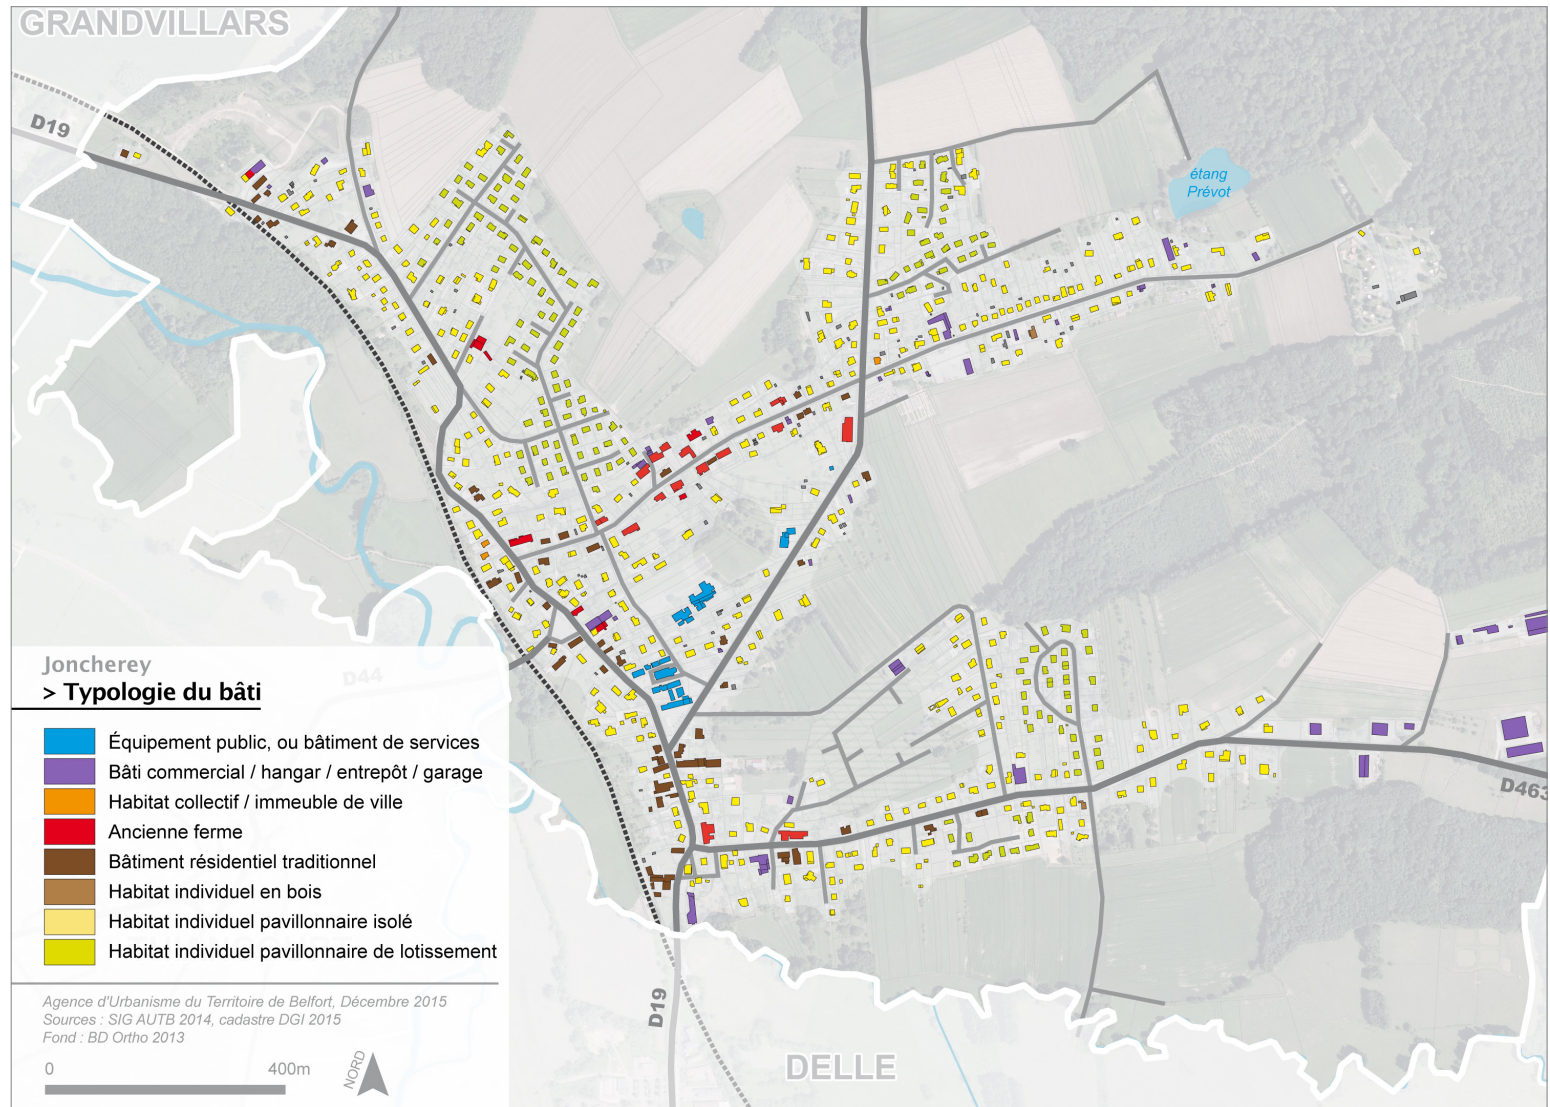 GRANDVILLARS
D19
étang
Prévot
D44
Joncherey
> Typologie du bâti
Équipement public, ou bâtiment de services
Bâti commercial / hangar / entrepôt / garage
Habitat collectif / immeuble de ville
Ancienne ferme
Bâtiment résidentiel traditionnel
Habitat individuel en bois
Habitat individuel pavillonnaire isolé
Habitat individuel pavillonnaire de lotissement
D463
Agence d'Urbanisme du Territoire de Belfort, Décembre 2015
Sources : SIG AUTB 2014, cadastre DGI 2015
Fond : BD Ortho 2013
0 400m
NORD
D19
DELLE